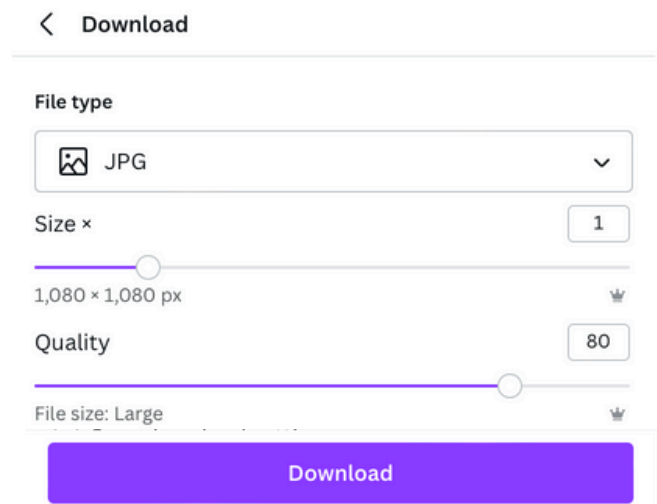 Download
File type
JPG
Size ×
1
1,080 × 1,080 px
Quality
80
File size: Large
Download